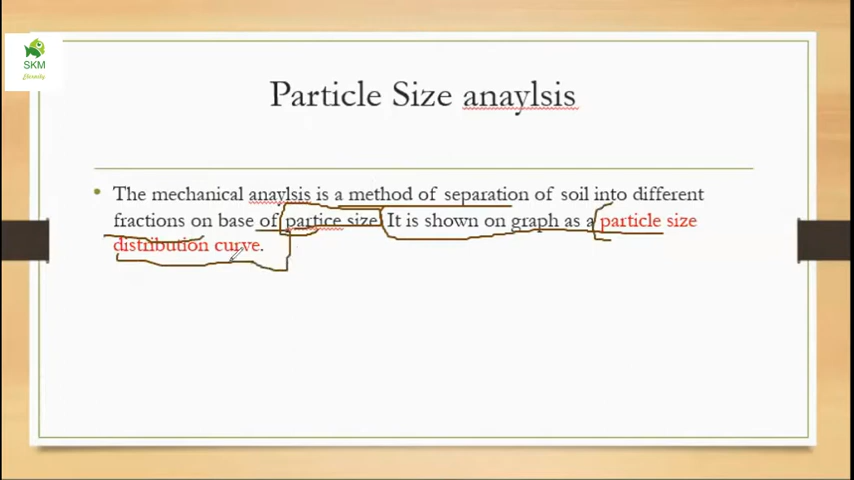 SKM
Eternity
Particle Size anaylsis
• The mechanical anaylsis is a method of separation of soil into different
fractions on base of partice size. It is shown on graph as a particle size
distribution curve.